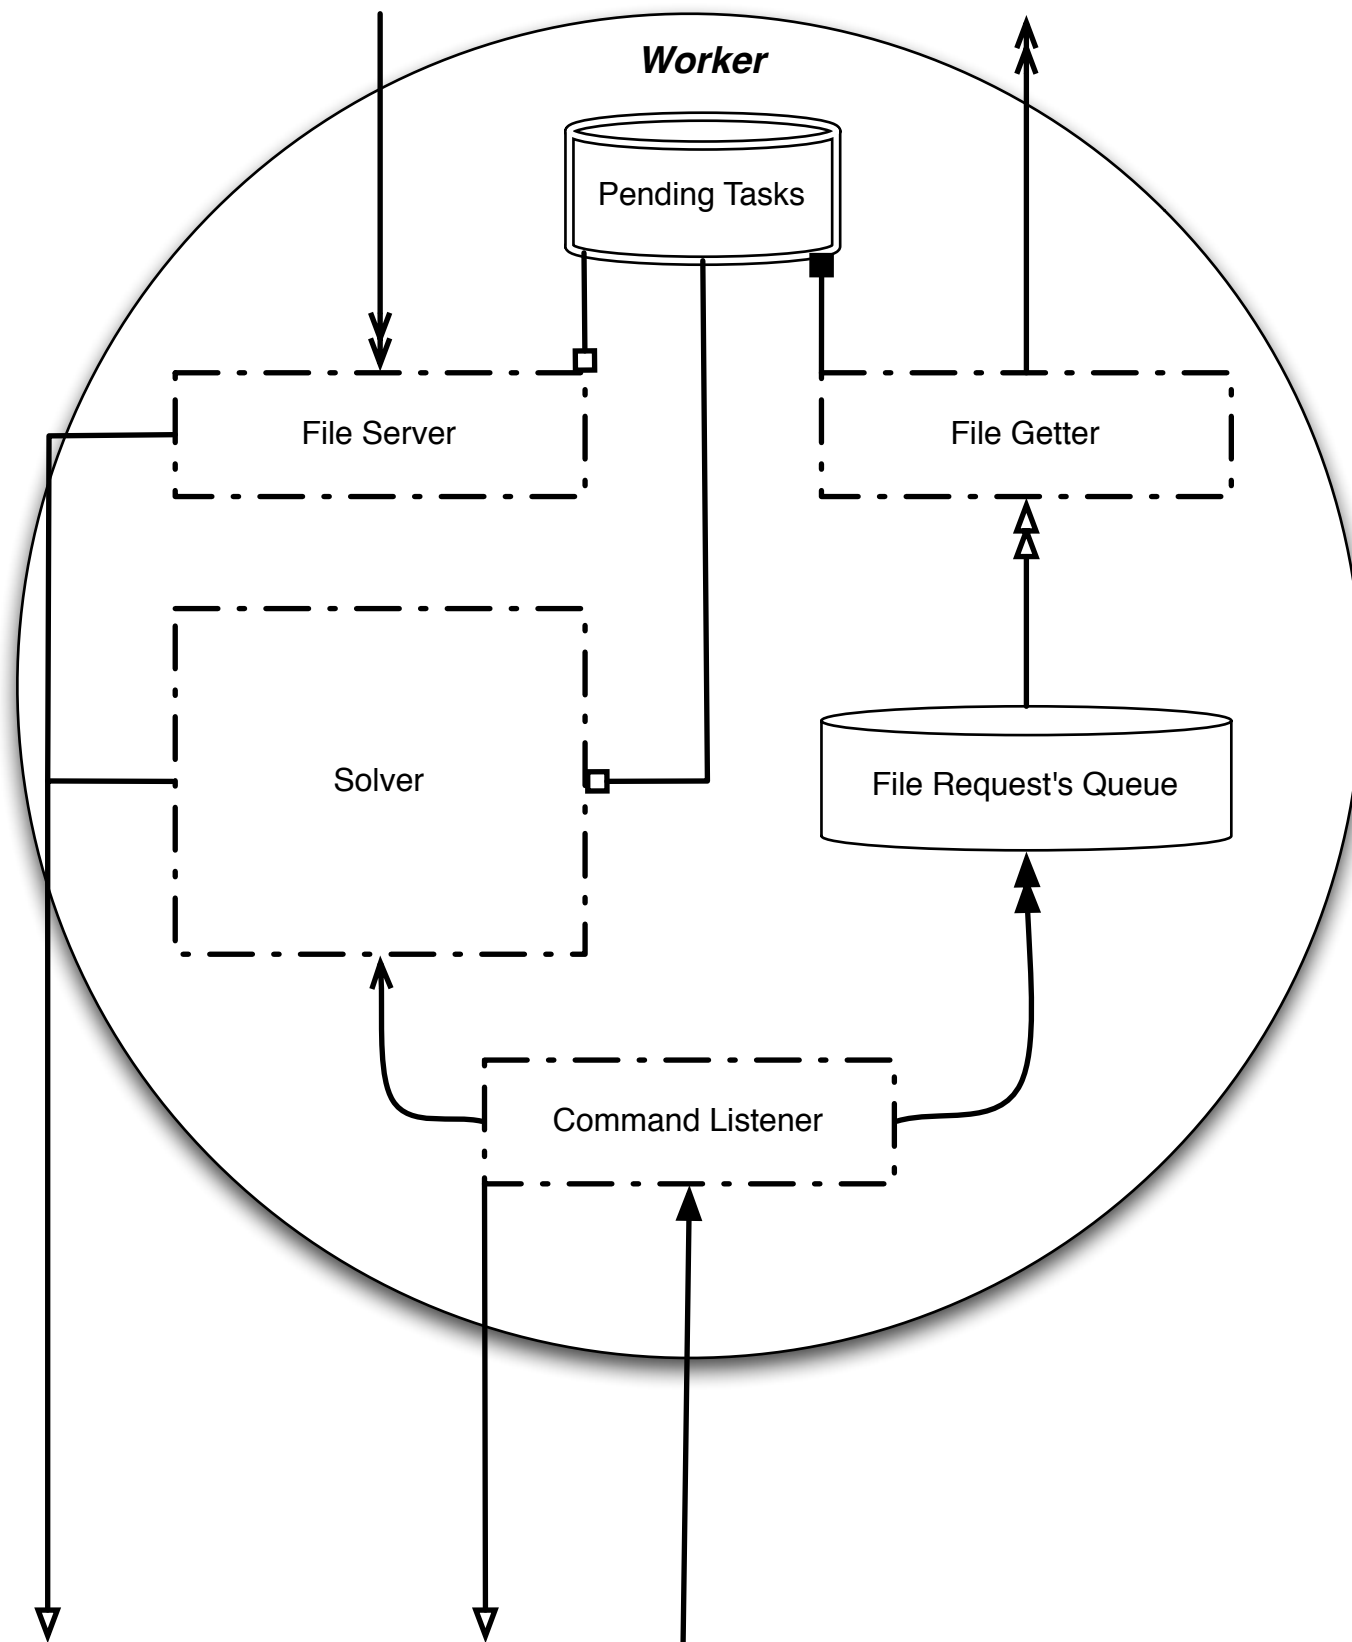 Worker
Pending Tasks
File Server
File Getter
Solver
File Request's Queue
Command Listener